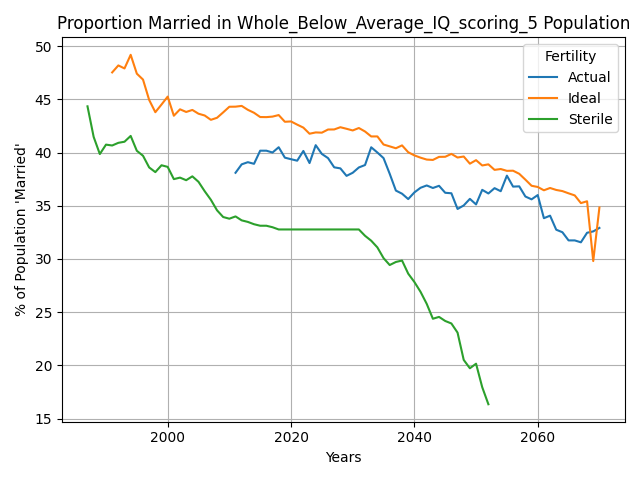 Proportion Married in Whole_Below_Average_IQ_scoring_5 Population
Fertility
Actual
Ideal
Sterile
% of Population 'Married'
50
45
40
35
30
25
20
15
2000
2020
2040
2060
Years